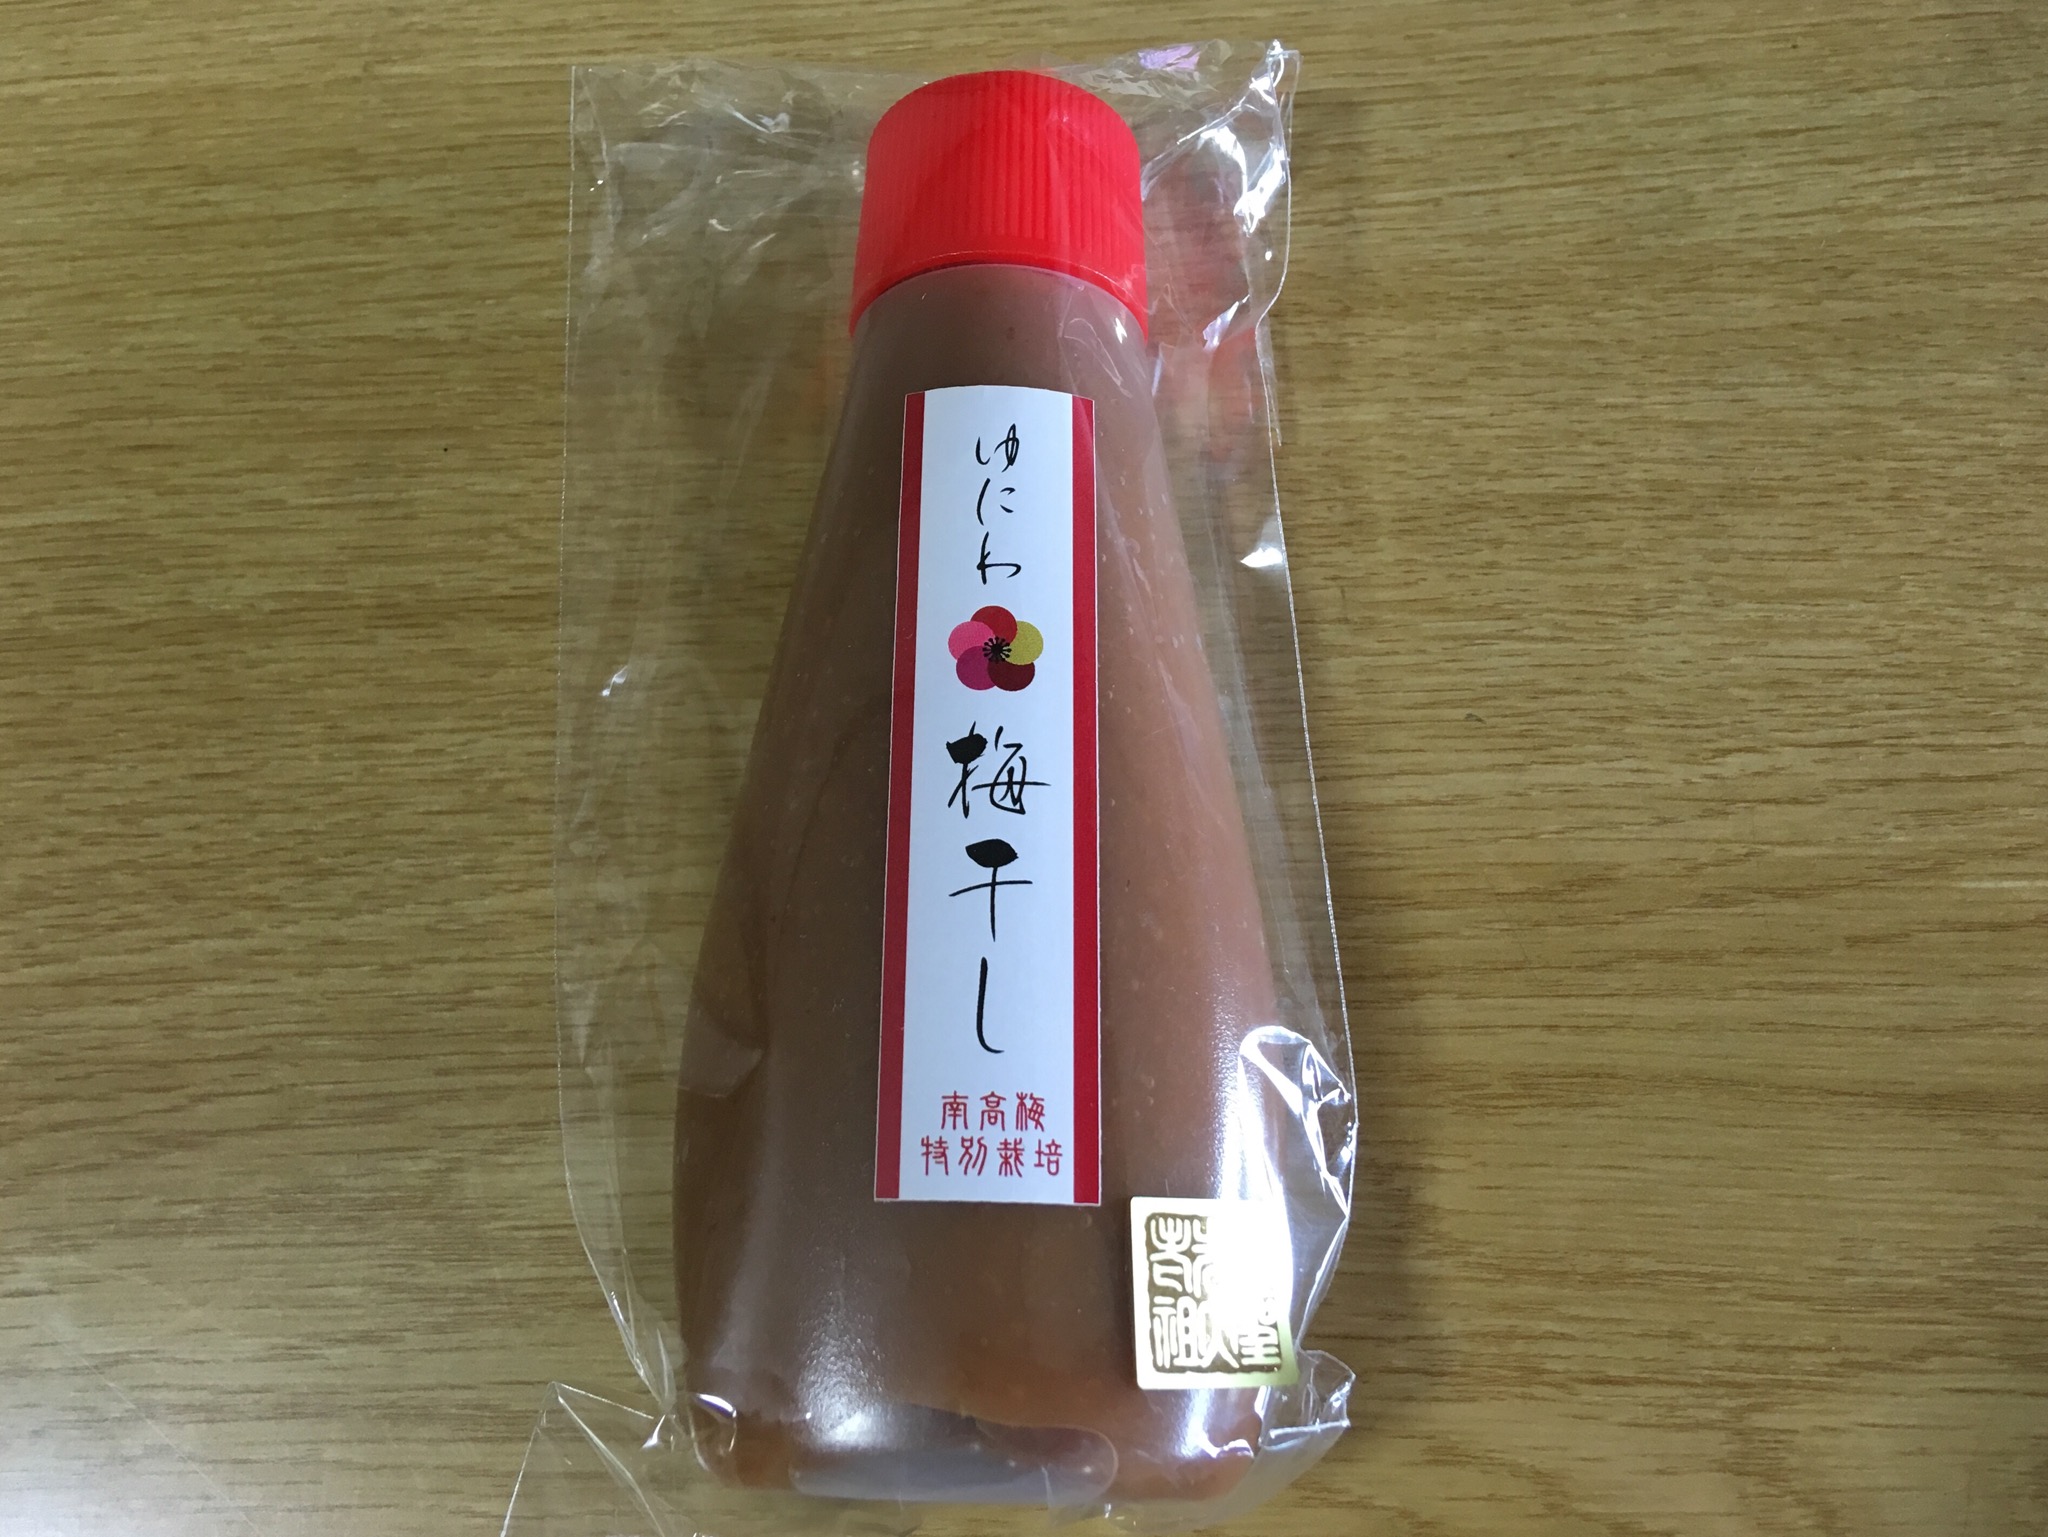 ゆにわ
梅干し
南高梅
特別栽培